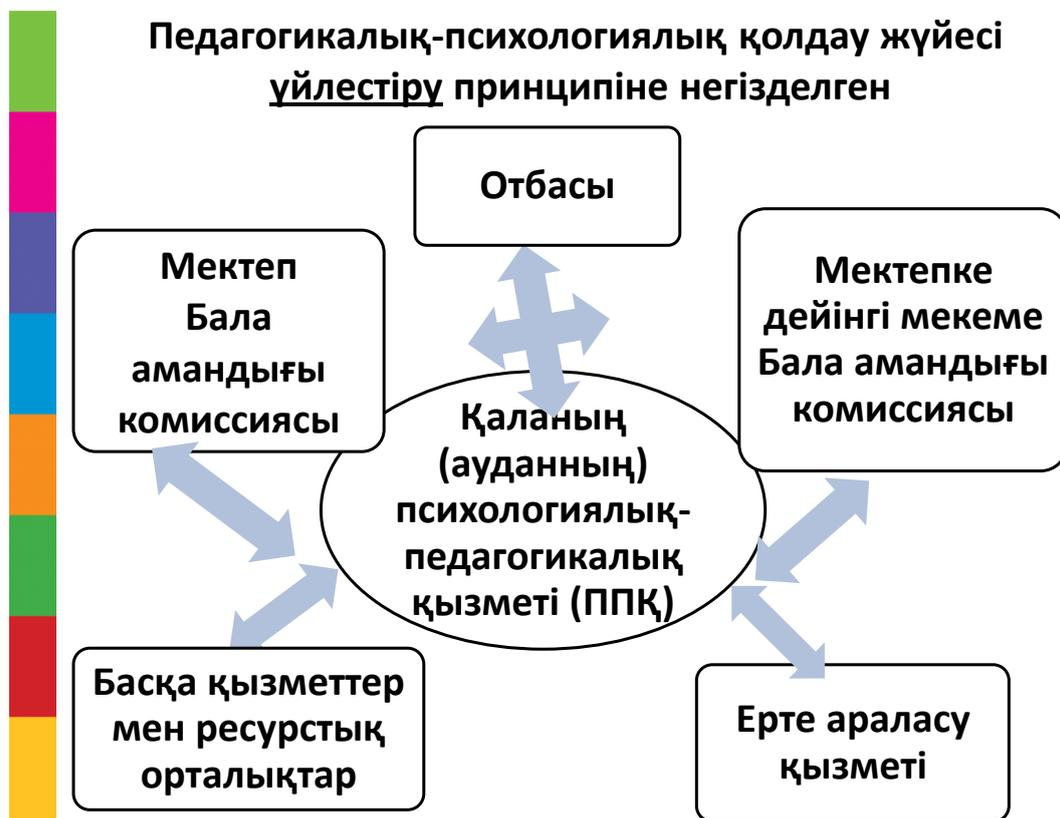 Педагогикалық-психологиялық қолдау жүйесі
үйлестіру принципіне негізделген
Отбасы
Мектеп
Бала
амандығы
комиссиясы
Мектепке
дейінгі мекеме
Бала амандығы
комиссиясы
Қаланың
(ауданның)
психологиялық-
педагогикалық
қызметі (ППҚ)
Басқа қызметтер
мен ресурстық
орталықтар
Ерте араласу
қызметі